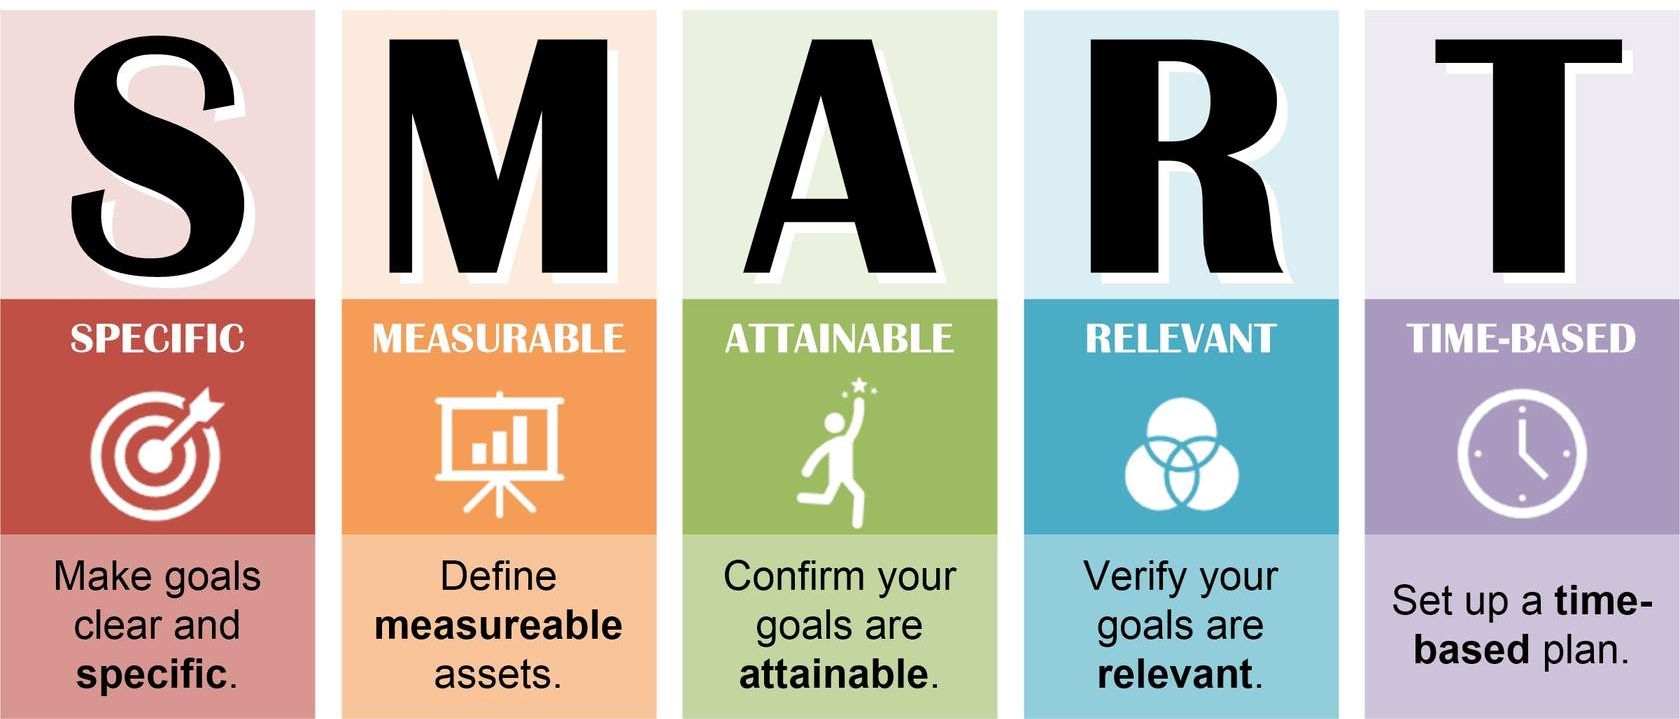 S
SPECIFIC
Make goals
clear and
specific.
M
MEASURABLE
Define
measureable
assets.
A
ATTAINABLE
Confirm your
goals are
attainable.
R
RELEVANT
Verify your
goals are
relevant.
T
TIME-BASED
Set up a time-
based plan.